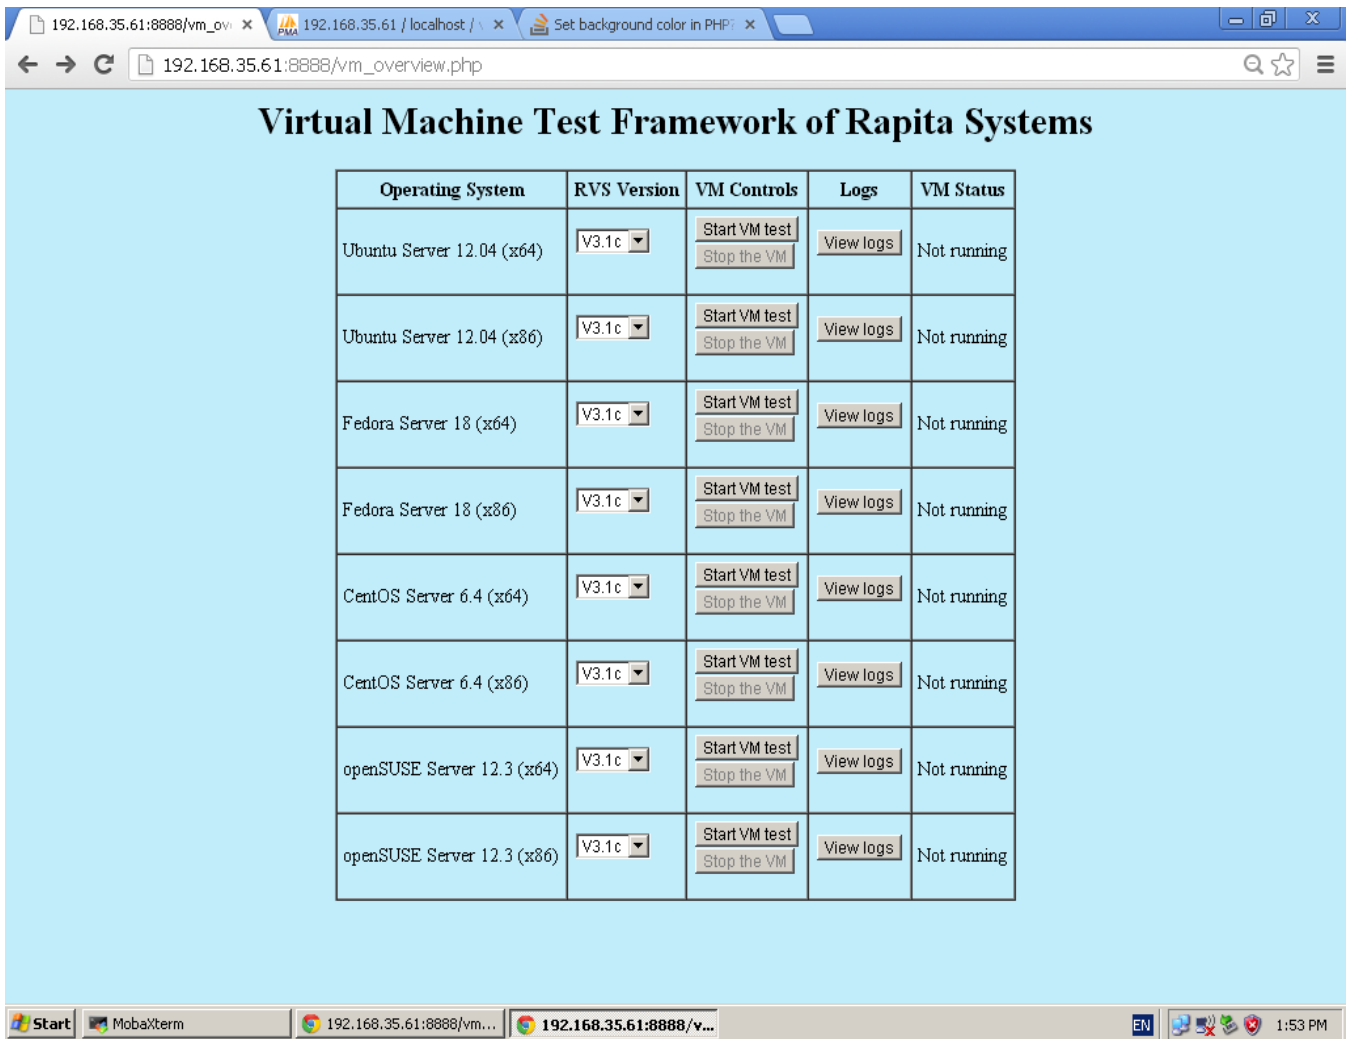 192.168.35.61:8888/vm_ov
192.168.35.61 / localhost /
Set background color in PHP
192.168.35.61:8888/vm_overview.php
Virtual Machine Test Framework of Rapita Systems
Operating System RVS Version VM Controls Logs VM Status
Ubuntu Server 12.04 (x64) V3.1c Start VM test View logs Not running
Stop the VM
Ubuntu Server 12.04 (x86) V3.1c Start VM test View logs Not running
Stop the VM
Fedora Server 18 (x64) V3.1c Start VM test View logs Not running
Stop the VM
Fedora Server 18 (x86) V3.1c Start VM test View logs Not running
Stop the VM
CentOS Server 6.4 (x64) V3.1c Start VM test View logs Not running
Stop the VM
CentOS Server 6.4 (x86) V3.1c Start VM test View logs Not running
Stop the VM
openSUSE Server 12.3 (x64) V3.1c Start VM test View logs Not running
Stop the VM
openSUSE Server 12.3 (x86) V3.1c Start VM test View logs Not running
Stop the VM
Start MobaXterm 192.168.35.61:8888/vm... 192.168.35.61:8888/v... EN 1:53 PM